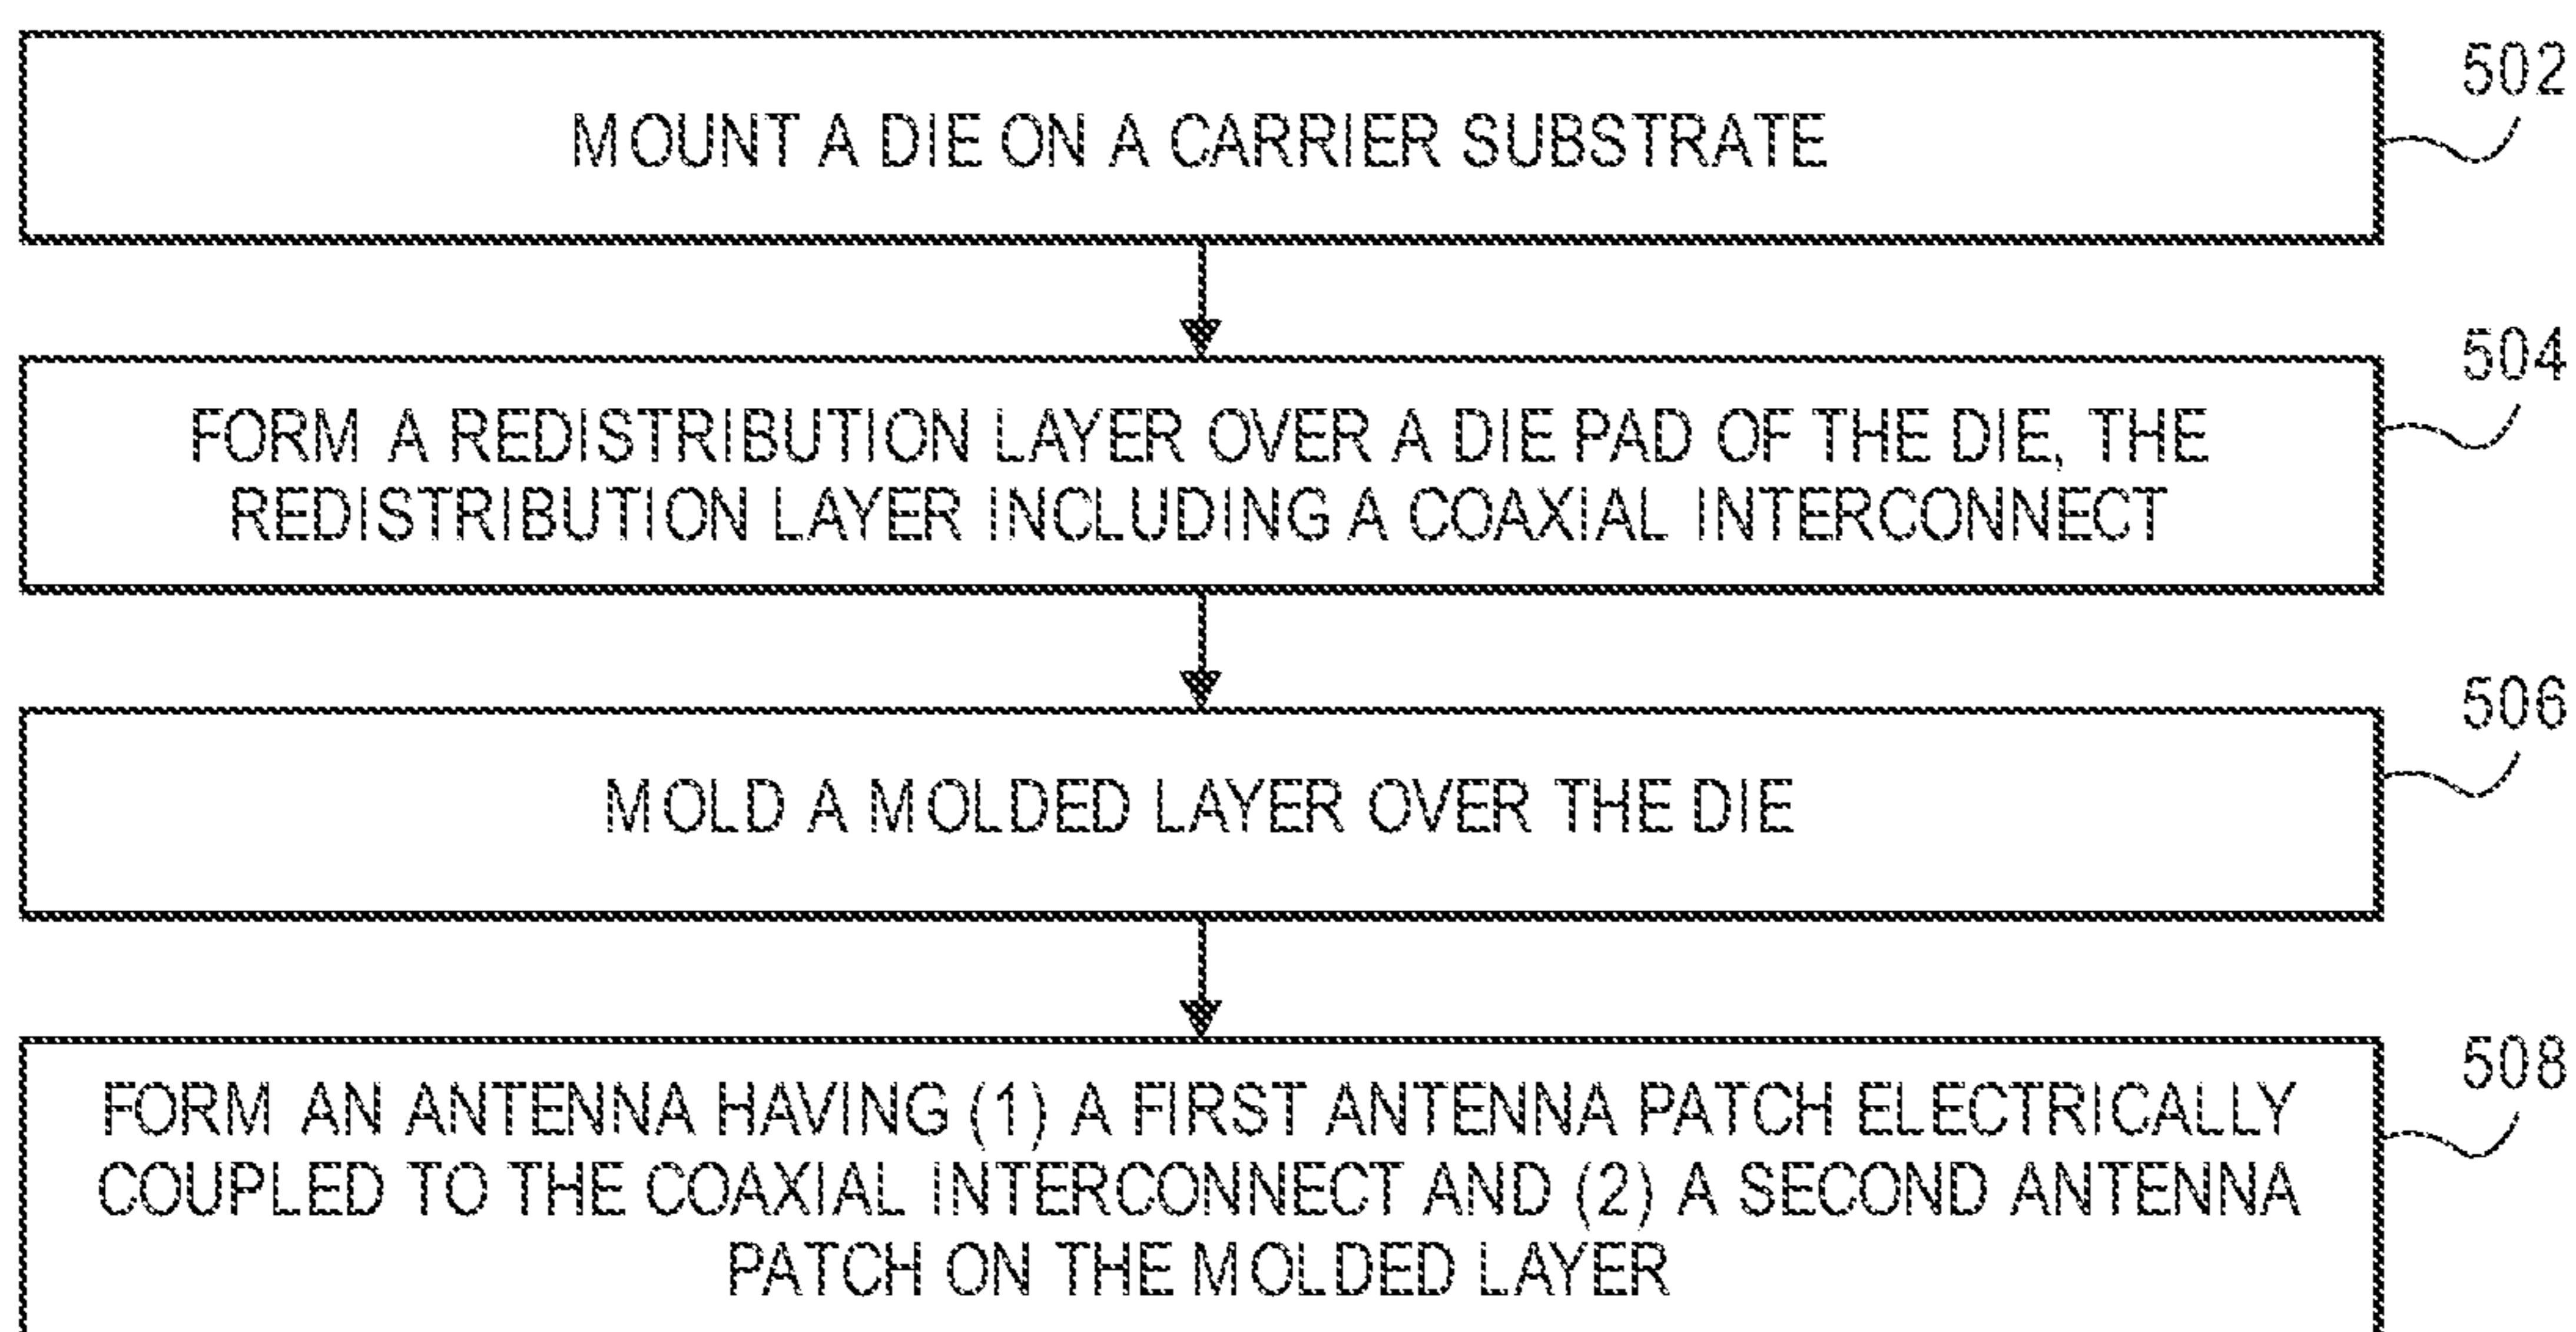 502
MOUNT A DIE ON A CARRIER SUBSTRATE
504
FORM A REDISTRIBUTION LAYER OVER A DIE PAD OF THE DIE, THE
REDISTRIBUTION LAYER INCLUDING A COAXIAL INTERCONNECT
506
MOLD A MOLDED LAYER OVER THE DIE
508
FORM AN ANTENNA HAVING (1) A FIRST ANTENNA PATCH ELECTRICALLY
COUPLED TO THE COAXIAL INTERCONNECT AND (2) A SECOND ANTENNA
PATCH ON THE MOLDED LAYER